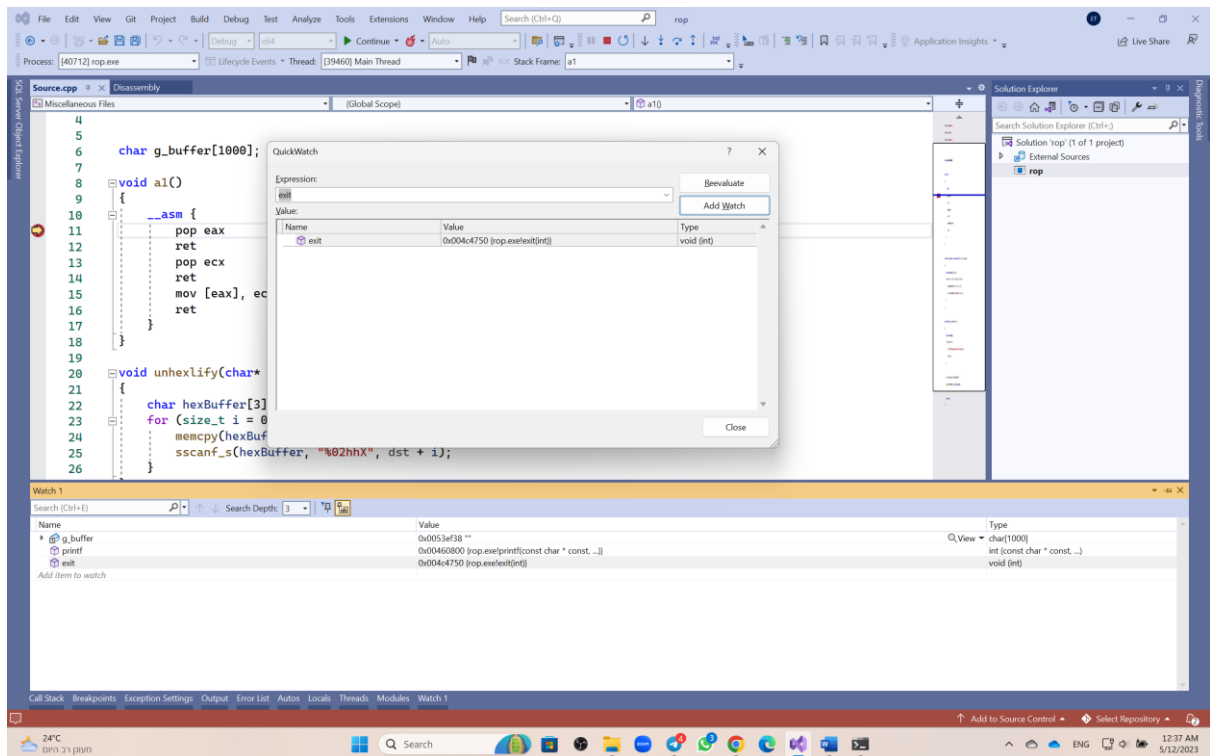 File Edit View Git Project Build Debug Test Analyze Tools Extensions Window Help Search (Ctrl+Q) rop
Debug x64 Continue Auto Application Insights Live Share
Process: [40712] rop.exe Lifecycle Events Thread: [39460] Main Thread Stack Frame: a1
SQL Server Object Explorer
Source.cpp Disassembly
Miscellaneous Files (Global Scope) a1()
4
5
6 char g_buffer[1000];
7
8 void a1()
9 {
10 __asm {
11 pop eax
12 ret
13 pop ecx
14 ret
15 mov [eax], ec
16 ret
17 }
18 }
19
20 void unhexlify(char*
21 {
22 char hexBuffer[3]
23 for (size_t i = 0
24 memcpy(hexBuf
25 sscanf_s(hexBuffer, "%02hhX", dst + i);
26 }
QuickWatch
Expression:
exit
Reevaluate
Add Watch
Value:
Name Value Type
exit 0x004c4750 {rop.exe!exit(int)} void (int)
Close
Solution Explorer
Search Solution Explorer (Ctrl+;)
Solution 'rop' (1 of 1 project)
External Sources
rop
Diagnostic Tools
Watch 1
Search (Ctrl+E) Search Depth: 3
Name Value Type
g_buffer 0x0053ef38 "" View char[1000]
printf 0x00460800 {rop.exe!printf(const char * const, ...)} int (const char * const, ...)
exit 0x004c4750 {rop.exe!exit(int)} void (int)
Add item to watch
Call Stack Breakpoints Exception Settings Output Error List Autos Locals Threads Modules Watch 1
Add to Source Control Select Repository 2
24°C
מעונן רב היום
Search
4
3
ENG
12:37 AM
5/12/2023